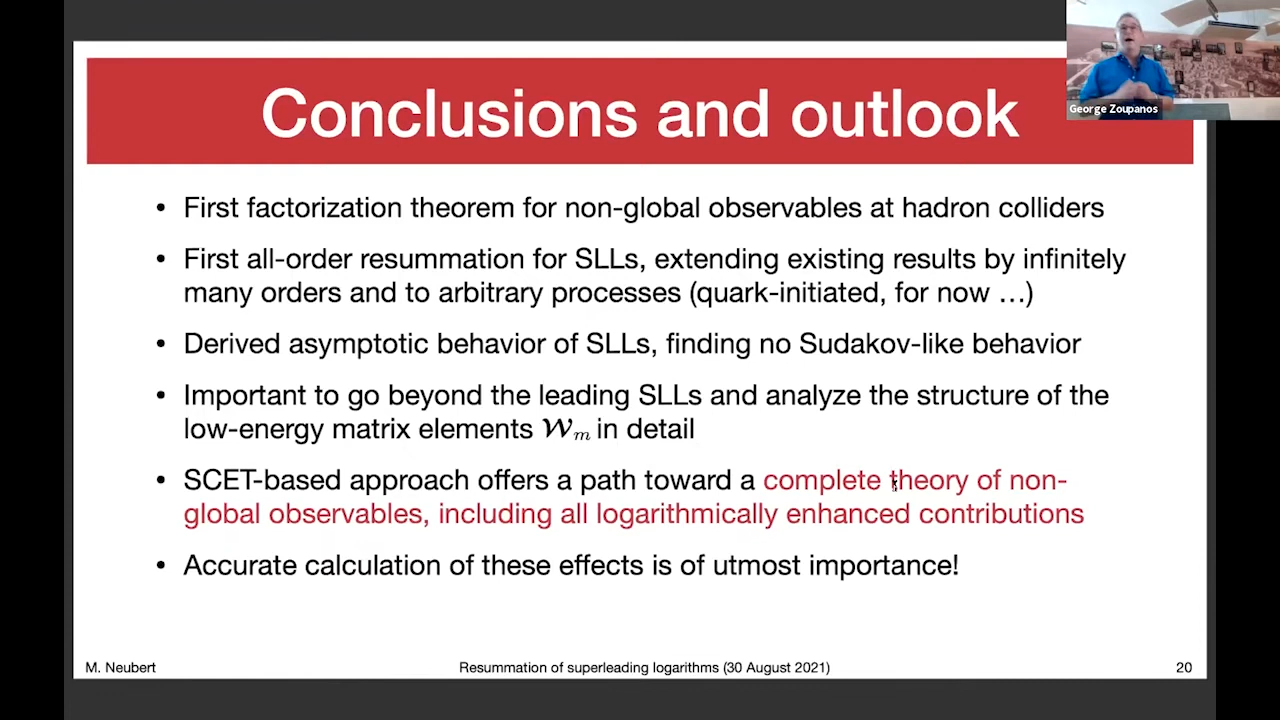 Conclusions and outlook
George Zoupanos
• First factorization theorem for non-global observables at hadron colliders
• First all-order resummation for SLLs, extending existing results by infinitely
many orders and to arbitrary processes (quark-initiated, for now …)
• Derived asymptotic behavior of SLLs, finding no Sudakov-like behavior
• Important to go beyond the leading SLLs and analyze the structure of the
low-energy matrix elements 𝓦ₘ in detail
• SCET-based approach offers a path toward a complete theory of non-
global observables, including all logarithmically enhanced contributions
• Accurate calculation of these effects is of utmost importance!
M. Neubert
Resummation of superleading logarithms (30 August 2021)
20